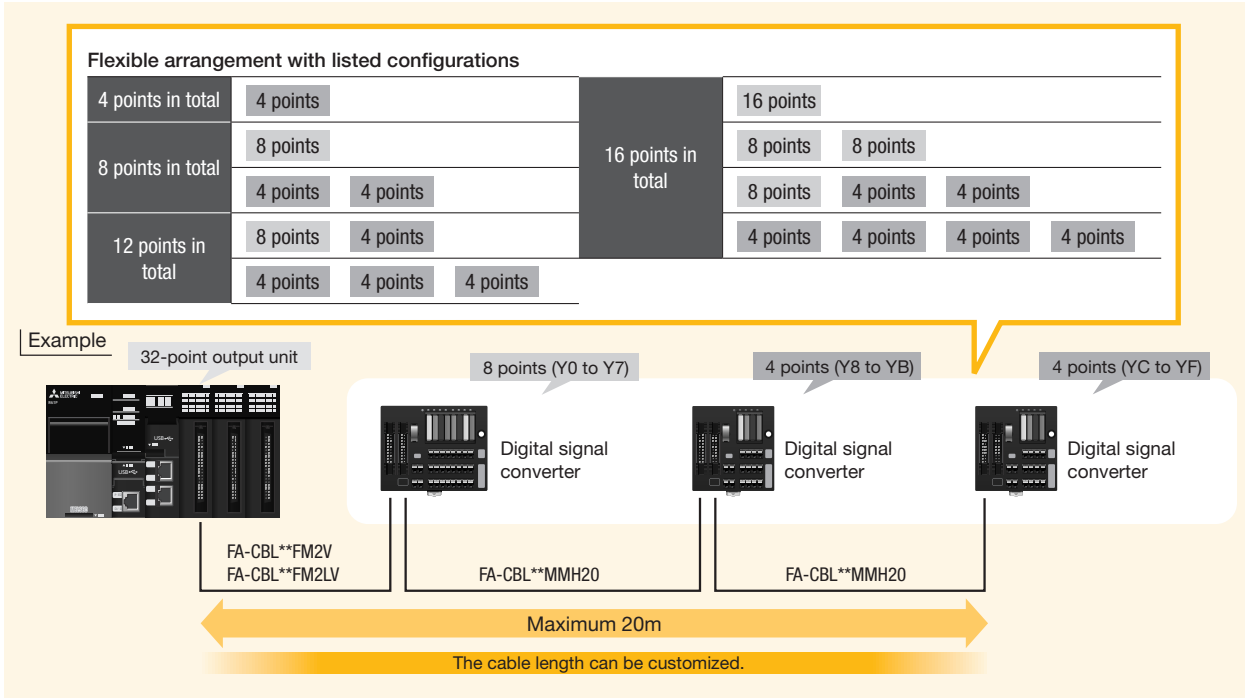 Flexible arrangement with listed configurations
4 points in total
4 points
8 points in total
8 points
4 points 4 points
12 points in
total
8 points 4 points
4 points 4 points 4 points
16 points in
total
16 points
8 points 8 points
8 points 4 points 4 points
4 points 4 points 4 points 4 points
Example
32-point output unit
8 points (Y0 to Y7)
4 points (Y8 to YB)
4 points (YC to YF)
MITSUBISHI
ELECTRIC
USB
USB
Digital signal
converter
Digital signal
converter
Digital signal
converter
FA-CBL**FM2V
FA-CBL**FM2LV
FA-CBL**MMH20
FA-CBL**MMH20
Maximum 20m
The cable length can be customized.